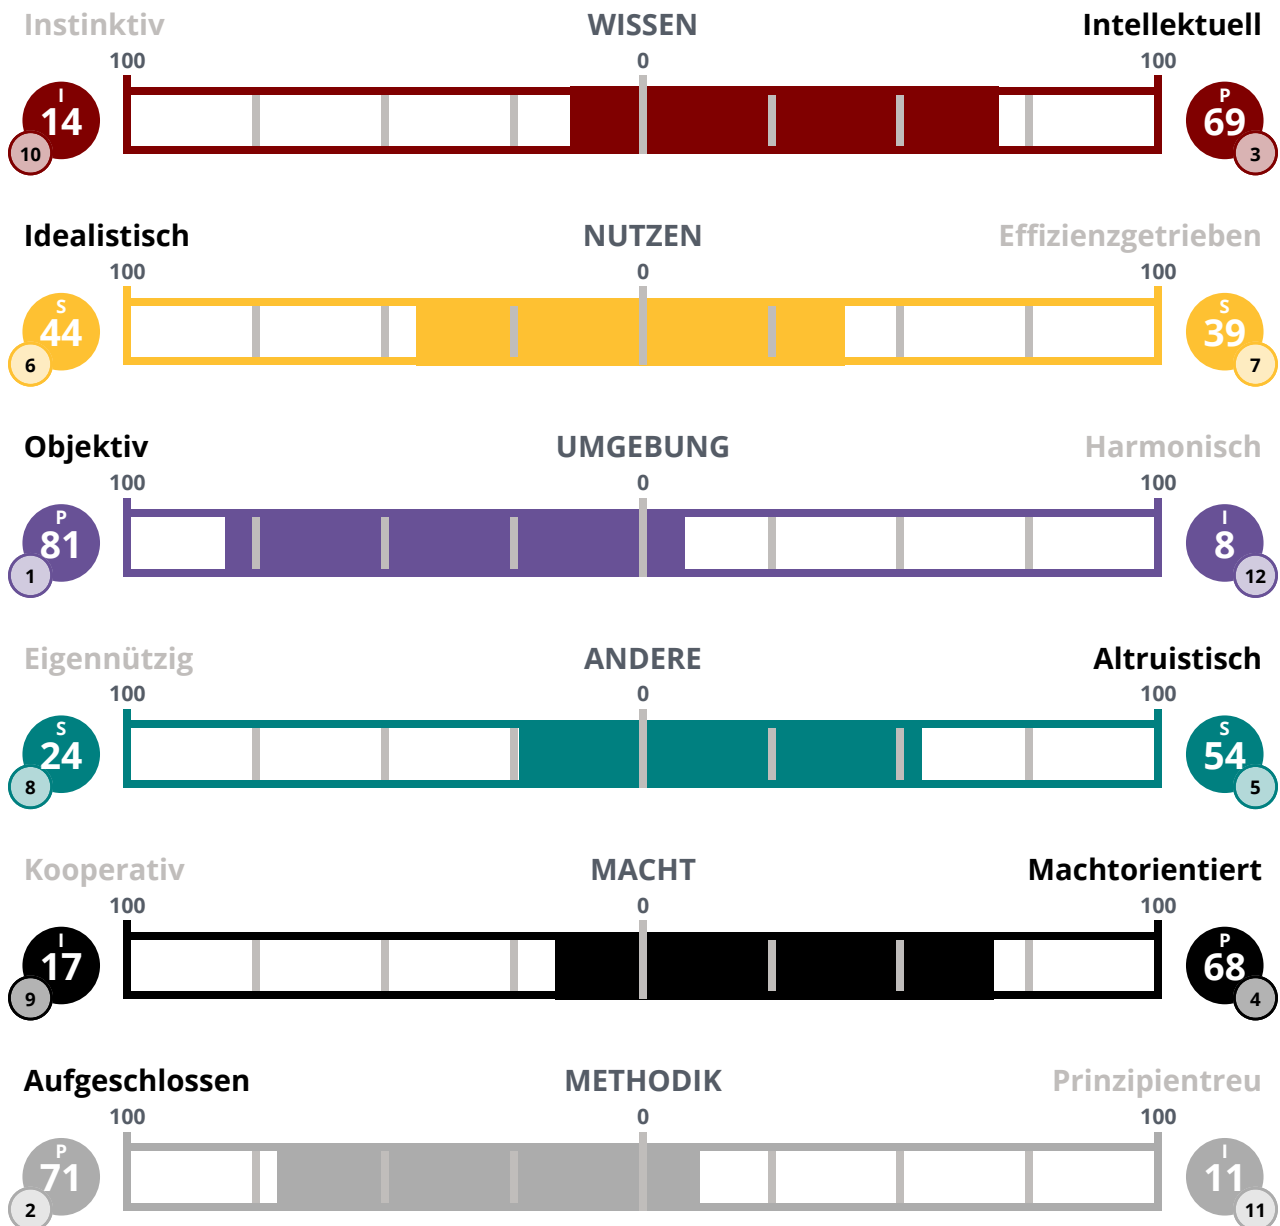 Instinktiv WISSEN Intellektuell
100 0 100
I P
14 69
10 3
Idealistisch NUTZEN Effizienzgetrieben
100 0 100
S S
44 39
6 7
Objektiv UMGEBUNG Harmonisch
100 0 100
P I
81 8
1 12
Eigennützig ANDERE Altruistisch
100 0 100
S S
24 54
8 5
Kooperativ MACHT Machtorientiert
100 0 100
I P
17 68
9 4
Aufgeschlossen METHODIK Prinzipientreu
100 0 100
P I
71 11
2 11